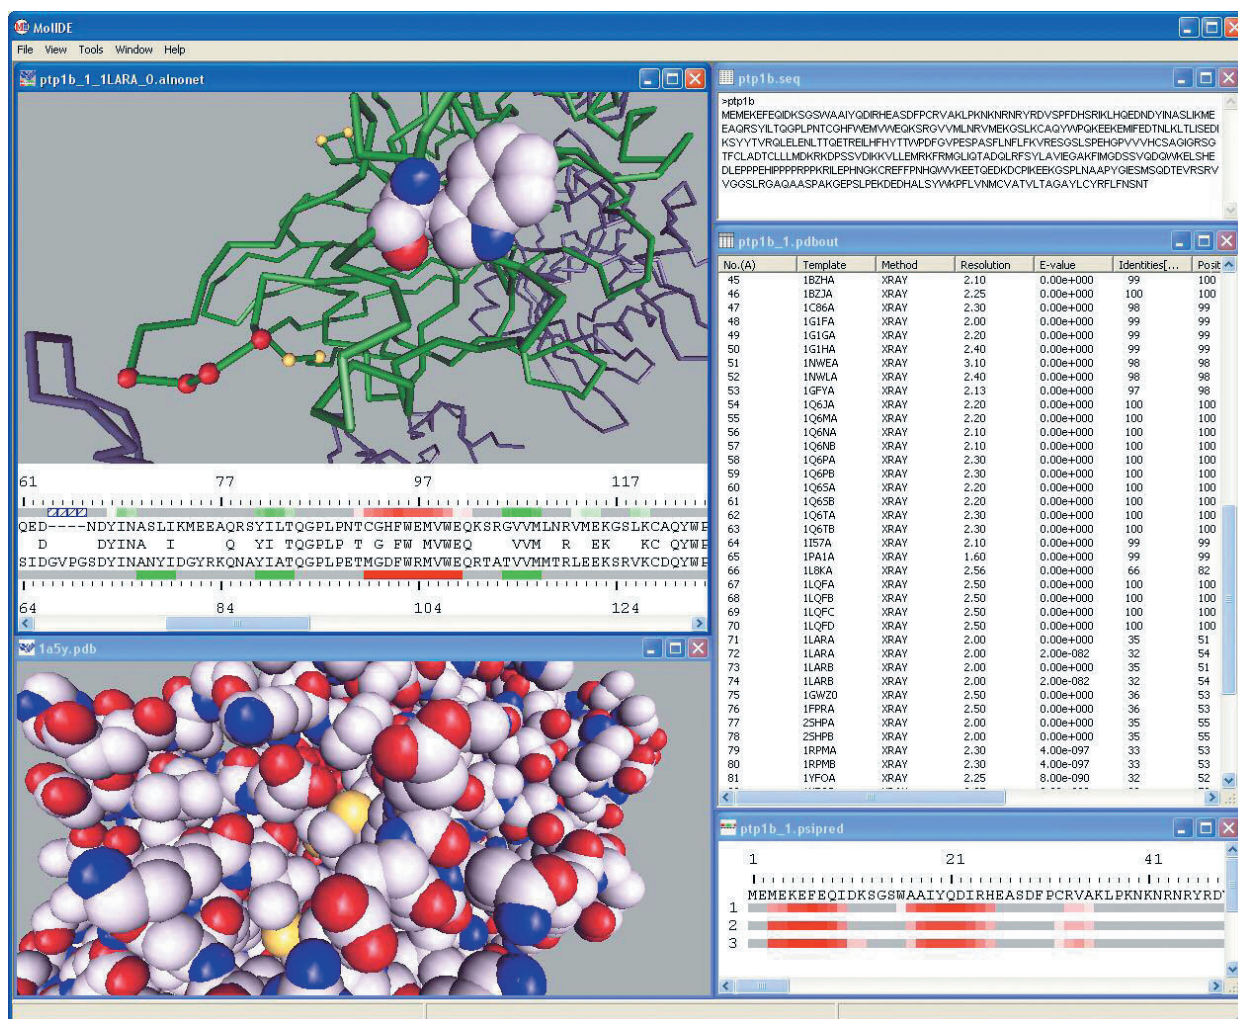 MollDE
File View Tools Window Help
ptp1b_1_1LARA_0.alnonet
61 77 97 117
QED----NDYINASLIKMEEAQRSYILTQGPLPNTCGHFWEMVWEQKSRGVVMLNRVMEKGSLKCAQYWP
D DYINA I Q YI TQGPLP T G FW MVWEQ VVM R EK KC QYWP
SIDGVPGSDYINANYIDGYRKQNAYIATQGPLPETMGDFWRMVWEQRTATVVMMTRLEEKSRVKCDQYWP
64 84 104 124
1a5y.pdb
ptp1b.seq
>ptp1b
MEMEKEFEQIDKSGSWAAIYQDIRHEASDFPCRVAKLPKNKNRNRYRDVSPFDHSRIKLHQEDNDYINASLIKME
EAQRSYILTQGPLPNTCGHFWEMVWEQKSRGVVMLNRVMEKGSLKCAQYWPQKEEKEMIFEDTNLKLTLISEDI
KSYYTVRQLELENLTTQETREILHFHYTTWPDFGVPESPASFLNFLFKVRESGSLSPEHGPVVVHCSAGIGRSG
TFCLADTCLLLMDKRKDPSSVDIKKVLLEMRKFRMGLIQTADQLRFSYLAVIEGAKFIMGDSSVQDQWKELSHE
DLEPPPEHIPPPPRPPKRILEPHNGKCREFFPNHQWVKEETQEDKDCPIKEEKGSPLNAAPYGIESMSQDTEVRSRV
VGGSLRGAQAASPAKGEPSLPEKDEDHALSYWKPFLVNMCVATVLTAGAYLCYRFLFNSNT
ptp1b_1.pdbout
No.(A) Template Method Resolution E-value Identities[... Posit
45 1BZHA XRAY 2.10 0.00e+000 99 100
46 1BZJA XRAY 2.25 0.00e+000 100 100
47 1C86A XRAY 2.30 0.00e+000 98 99
48 1G1FA XRAY 2.00 0.00e+000 99 99
49 1G1GA XRAY 2.20 0.00e+000 99 99
50 1G1HA XRAY 2.40 0.00e+000 99 99
51 1NWEA XRAY 3.10 0.00e+000 98 98
52 1NWLA XRAY 2.40 0.00e+000 98 98
53 1GFYA XRAY 2.13 0.00e+000 97 98
54 1Q6JA XRAY 2.20 0.00e+000 100 100
55 1Q6MA XRAY 2.20 0.00e+000 100 100
56 1Q6NA XRAY 2.10 0.00e+000 100 100
57 1Q6NB XRAY 2.10 0.00e+000 100 100
58 1Q6PA XRAY 2.30 0.00e+000 100 100
59 1Q6PB XRAY 2.30 0.00e+000 100 100
60 1Q6SA XRAY 2.20 0.00e+000 100 100
61 1Q6SB XRAY 2.20 0.00e+000 100 100
62 1Q6TA XRAY 2.30 0.00e+000 100 100
63 1Q6TB XRAY 2.30 0.00e+000 100 100
64 1I57A XRAY 2.10 0.00e+000 99 99
65 1PA1A XRAY 1.60 0.00e+000 99 99
66 1L8KA XRAY 2.56 0.00e+000 66 82
67 1LQFA XRAY 2.50 0.00e+000 100 100
68 1LQFB XRAY 2.50 0.00e+000 100 100
69 1LQFC XRAY 2.50 0.00e+000 100 100
70 1LQFD XRAY 2.50 0.00e+000 100 100
71 1LARA XRAY 2.00 0.00e+000 35 51
72 1LARA XRAY 2.00 2.00e-082 32 54
73 1LARB XRAY 2.00 0.00e+000 35 51
74 1LARB XRAY 2.00 2.00e-082 32 54
75 1GWZ0 XRAY 2.50 0.00e+000 36 53
76 1FPRA XRAY 2.50 0.00e+000 36 53
77 2SHPA XRAY 2.00 0.00e+000 35 55
78 2SHPB XRAY 2.00 0.00e+000 35 55
79 1RPMA XRAY 2.30 4.00e-097 33 53
80 1RPMB XRAY 2.30 4.00e-097 33 53
81 1YFOA XRAY 2.25 8.00e-090 32 52
ptp1b_1.psipred
1 21 41
MEMEKEFEQIDKSGSWAAIYQDIRHEASDFPCRVAKLPKNKNRNRYRDY
1
2
3